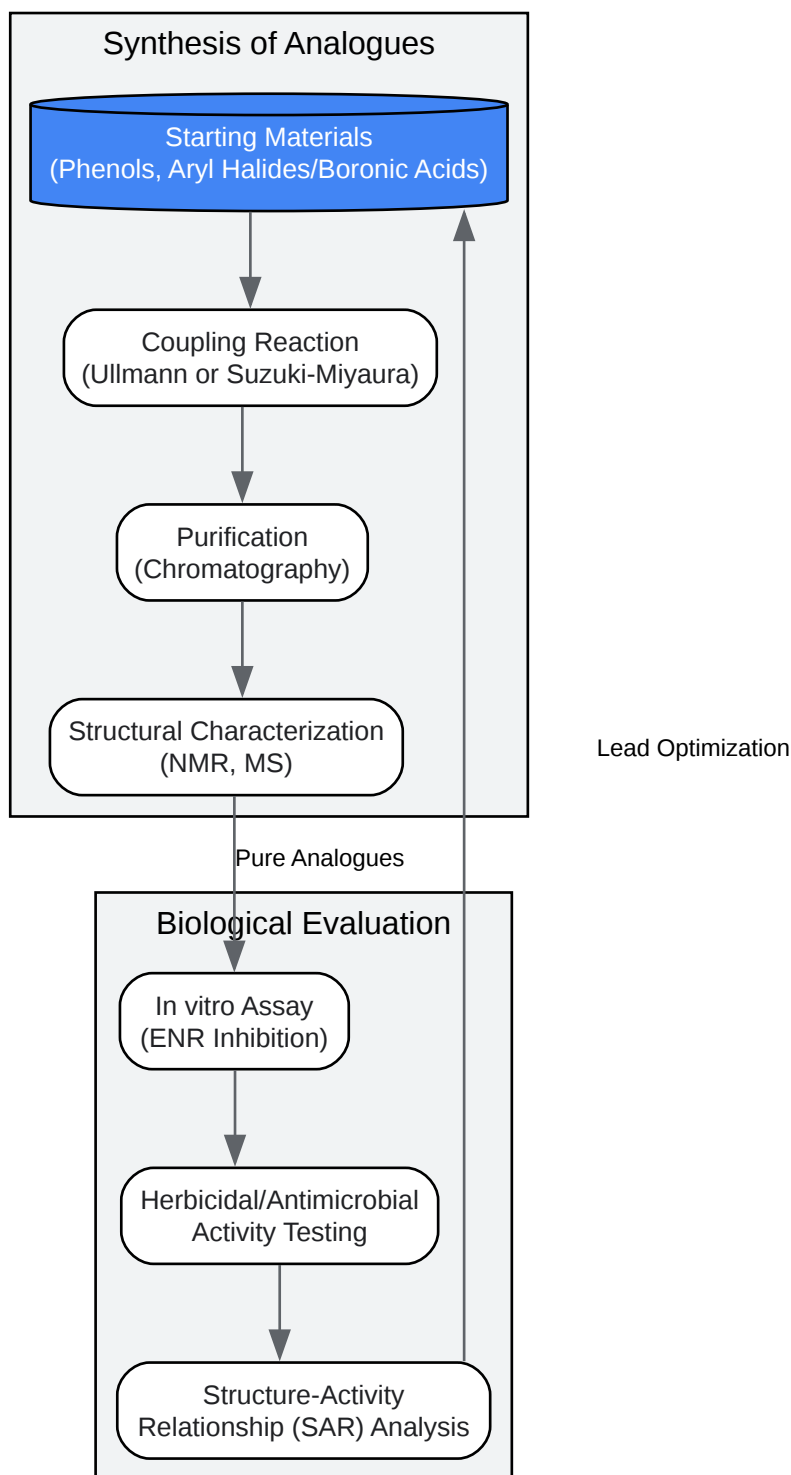 Synthesis of Analogues
Starting Materials
(Phenols, Aryl Halides/Boronic Acids)
Coupling Reaction
(Ullmann or Suzuki-Miyaura)
Purification
(Chromatography)
Structural Characterization
(NMR, MS)
Lead Optimization
Pure Analogues
Biological Evaluation
In vitro Assay
(ENR Inhibition)
Herbicidal/Antimicrobial
Activity Testing
Structure-Activity
Relationship (SAR) Analysis